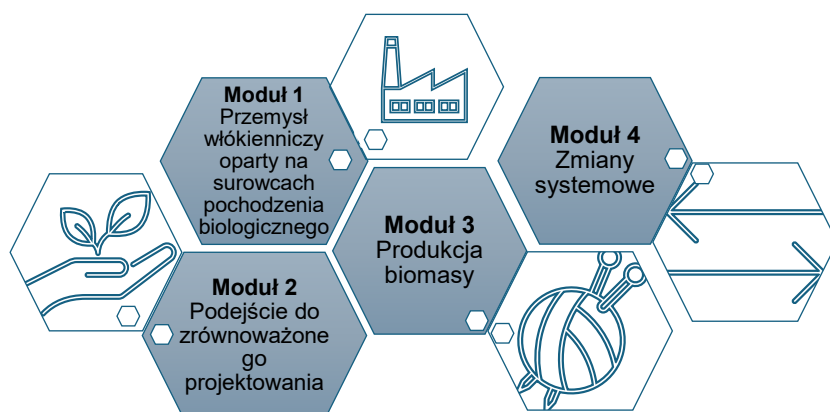 Moduł 1
Przemysł
włókienniczy
oparty na
surowcach
pochodzenia
biologicznego
Moduł 2
Podejście do
zrównoważone
go
projektowania
Moduł 3
Produkcja
biomasy
Moduł 4
Zmiany
systemowe